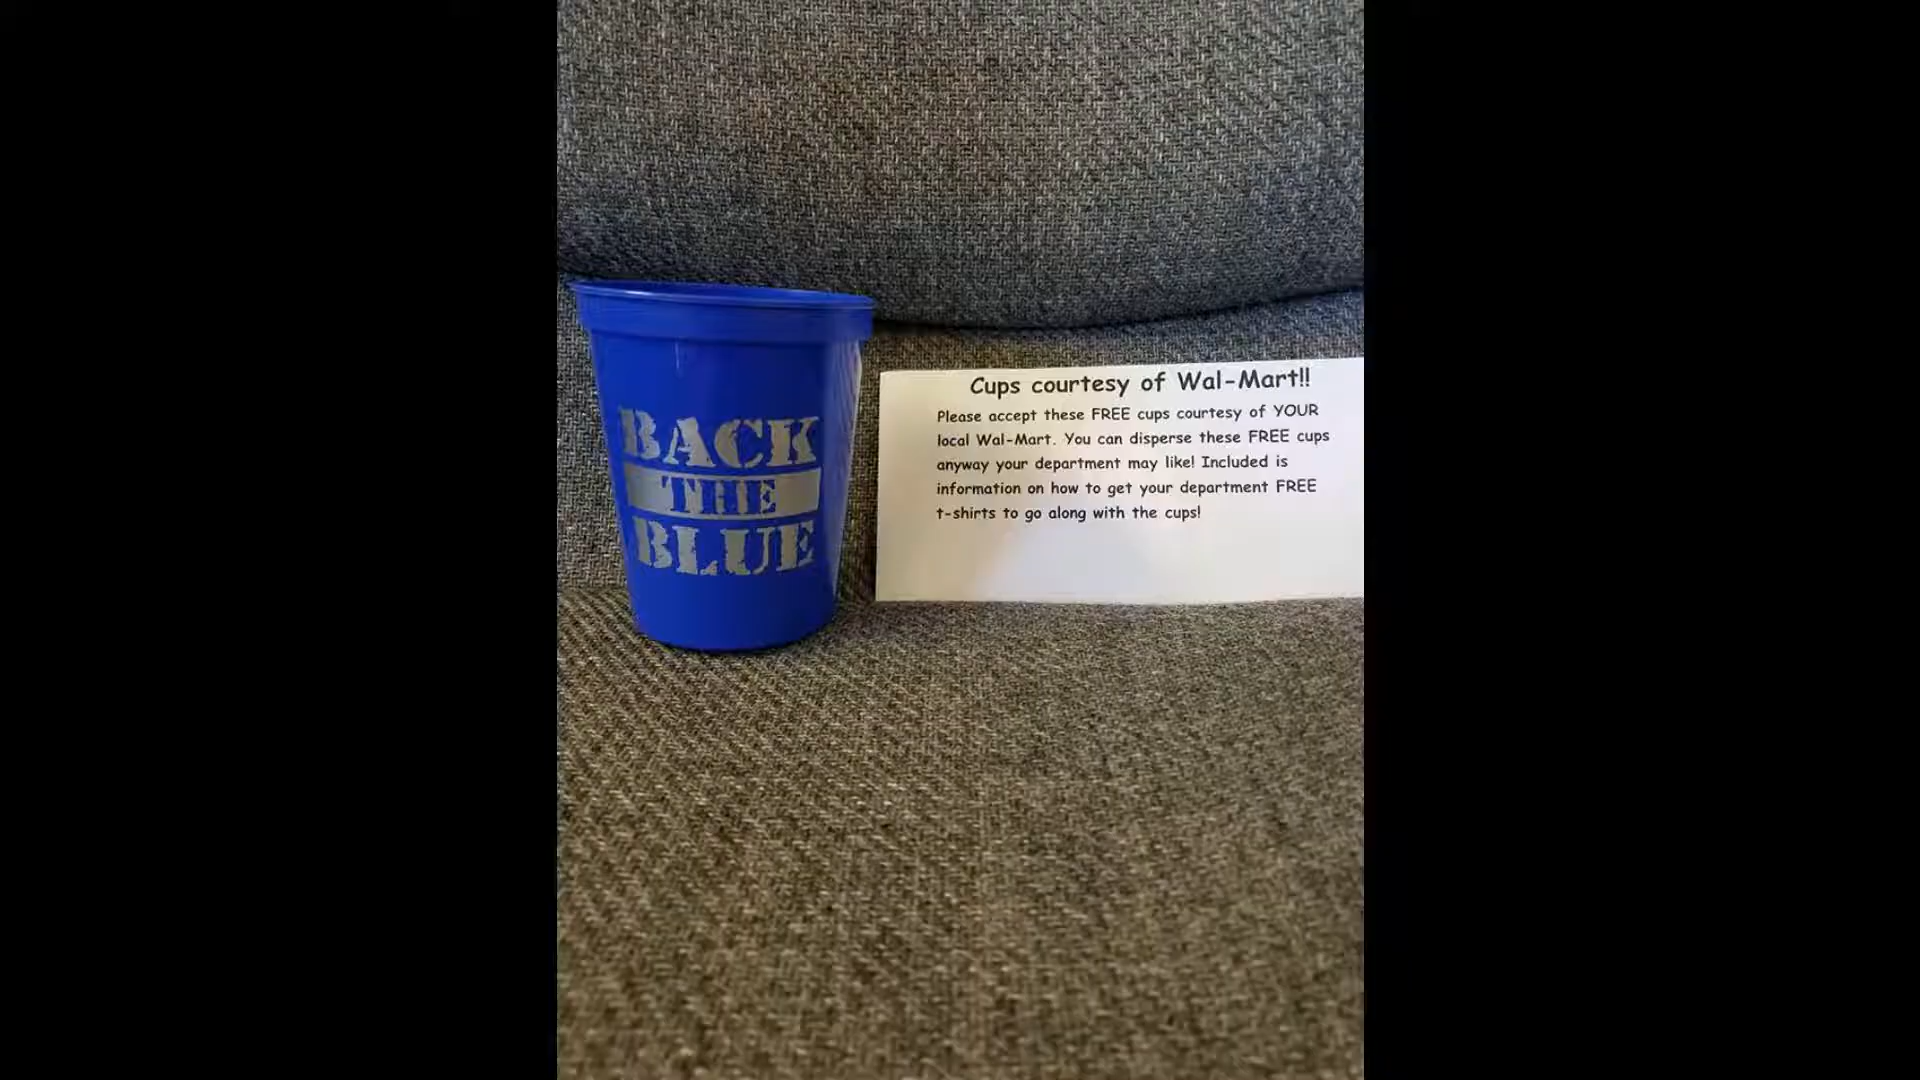 BACK
THE
BLUE
Cups courtesy of Wal-Mart!!
Please accept these FREE cups courtesy of YOUR
local Wal-Mart. You can disperse these FREE cups
anyway your department may like! Included is
information on how to get your department FREE
t-shirts to go along with the cups!